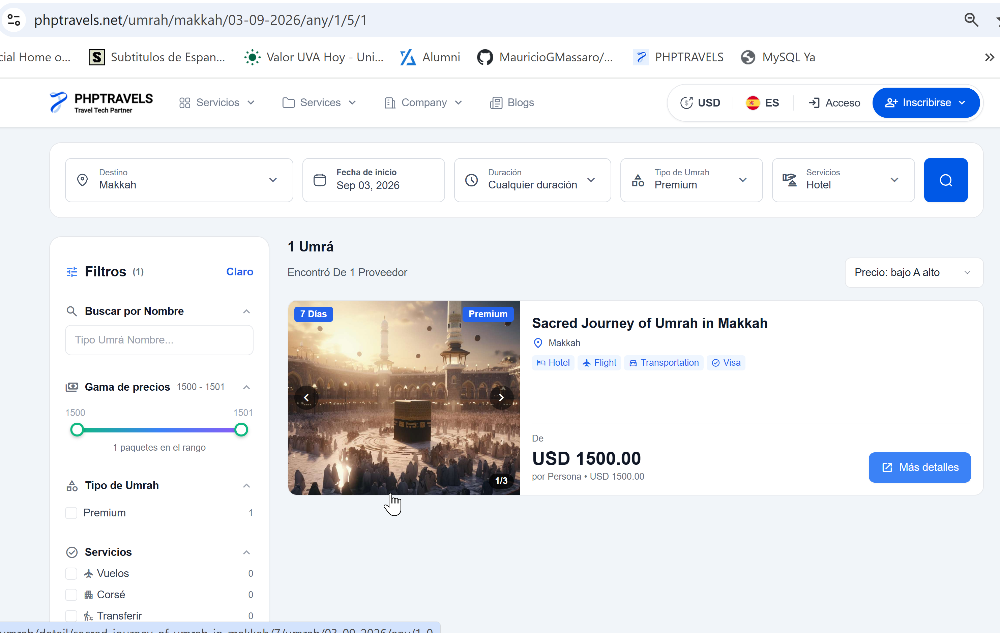 phptravels.net/umrah/makkah/03-09-2026/any/1/5/1
cial Home o...
Subtitulos de Espan...
Valor UVA Hoy - Uni...
Alumni
MauricioGMassaro/...
PHPTRAVELS
MySQL Ya
PHPTRAVELS
Travel Tech Partner
Servicios
Services
Company
Blogs
USD
ES
Acceso
Inscribirse
Destino
Makkah
Fecha de inicio
Sep 03, 2026
Duración
Cualquier duración
Tipo de Umrah
Premium
Servicios
Hotel
Filtros (1)
Claro
Buscar por Nombre
Tipo Umrá Nombre...
Gama de precios 1500 - 1501
1500
1501
1 paquetes en el rango
Tipo de Umrah
Premium 1
Servicios
Vuelos 0
Corsé 0
Transferir 0
1 Umrá
Encontró De 1 Proveedor
Precio: bajo A alto
7 Días
Premium
1/3
Sacred Journey of Umrah in Makkah
Makkah
Hotel
Flight
Transportation
Visa
De
USD 1500.00
por Persona • USD 1500.00
Más detalles
umrah/detail/sacred-journey-of-umrah-in-makkah/7/umrah/03-09-2026/any/1-0